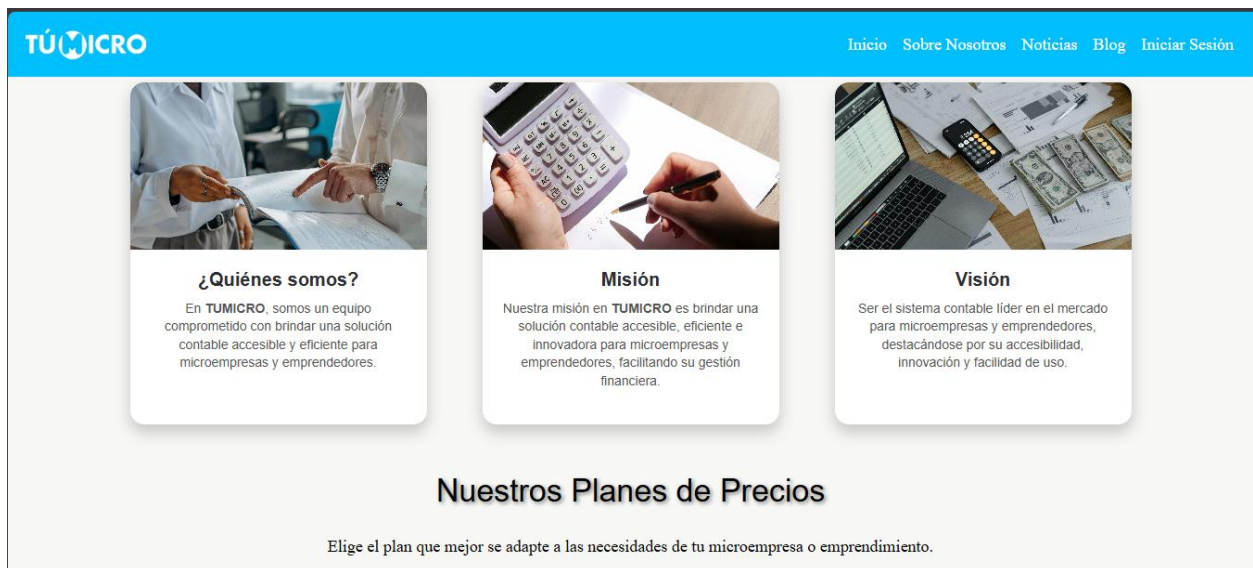 TÚMICRO
Inicio Sobre Nosotros Noticias Blog Iniciar Sesión
¿Quiénes somos?
En TUMICRO, somos un equipo
comprometido con brindar una solución
contable accesible y eficiente para
microempresas y emprendedores.
Misión
Nuestra misión en TUMICRO es brindar una
solución contable accesible, eficiente e
innovadora para microempresas y
emprendedores, facilitando su gestión
financiera.
Visión
Ser el sistema contable líder en el mercado
para microempresas y emprendedores,
destacándose por su accesibilidad,
innovación y facilidad de uso.
Nuestros Planes de Precios
Elige el plan que mejor se adapte a las necesidades de tu microempresa o emprendimiento.